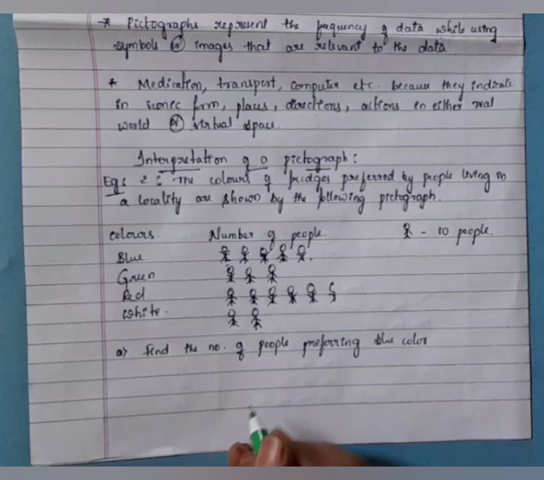 * Pictographs represent the frequency of data while using
symbols (or) images that are relevant to the data.
* Medication, transport, computer etc. because they indicate
in iconic form, places, directions, actions in either real
world (or) virtual space.
Interpretation of a pictograph:
Eg: 2: The colours of fridges preferred by people living in
a locality are shown by the following pictograph.
colours. Number of people. - 10 people.
Blue
Green
Red
White.
a) find the no. of people preferring blue color